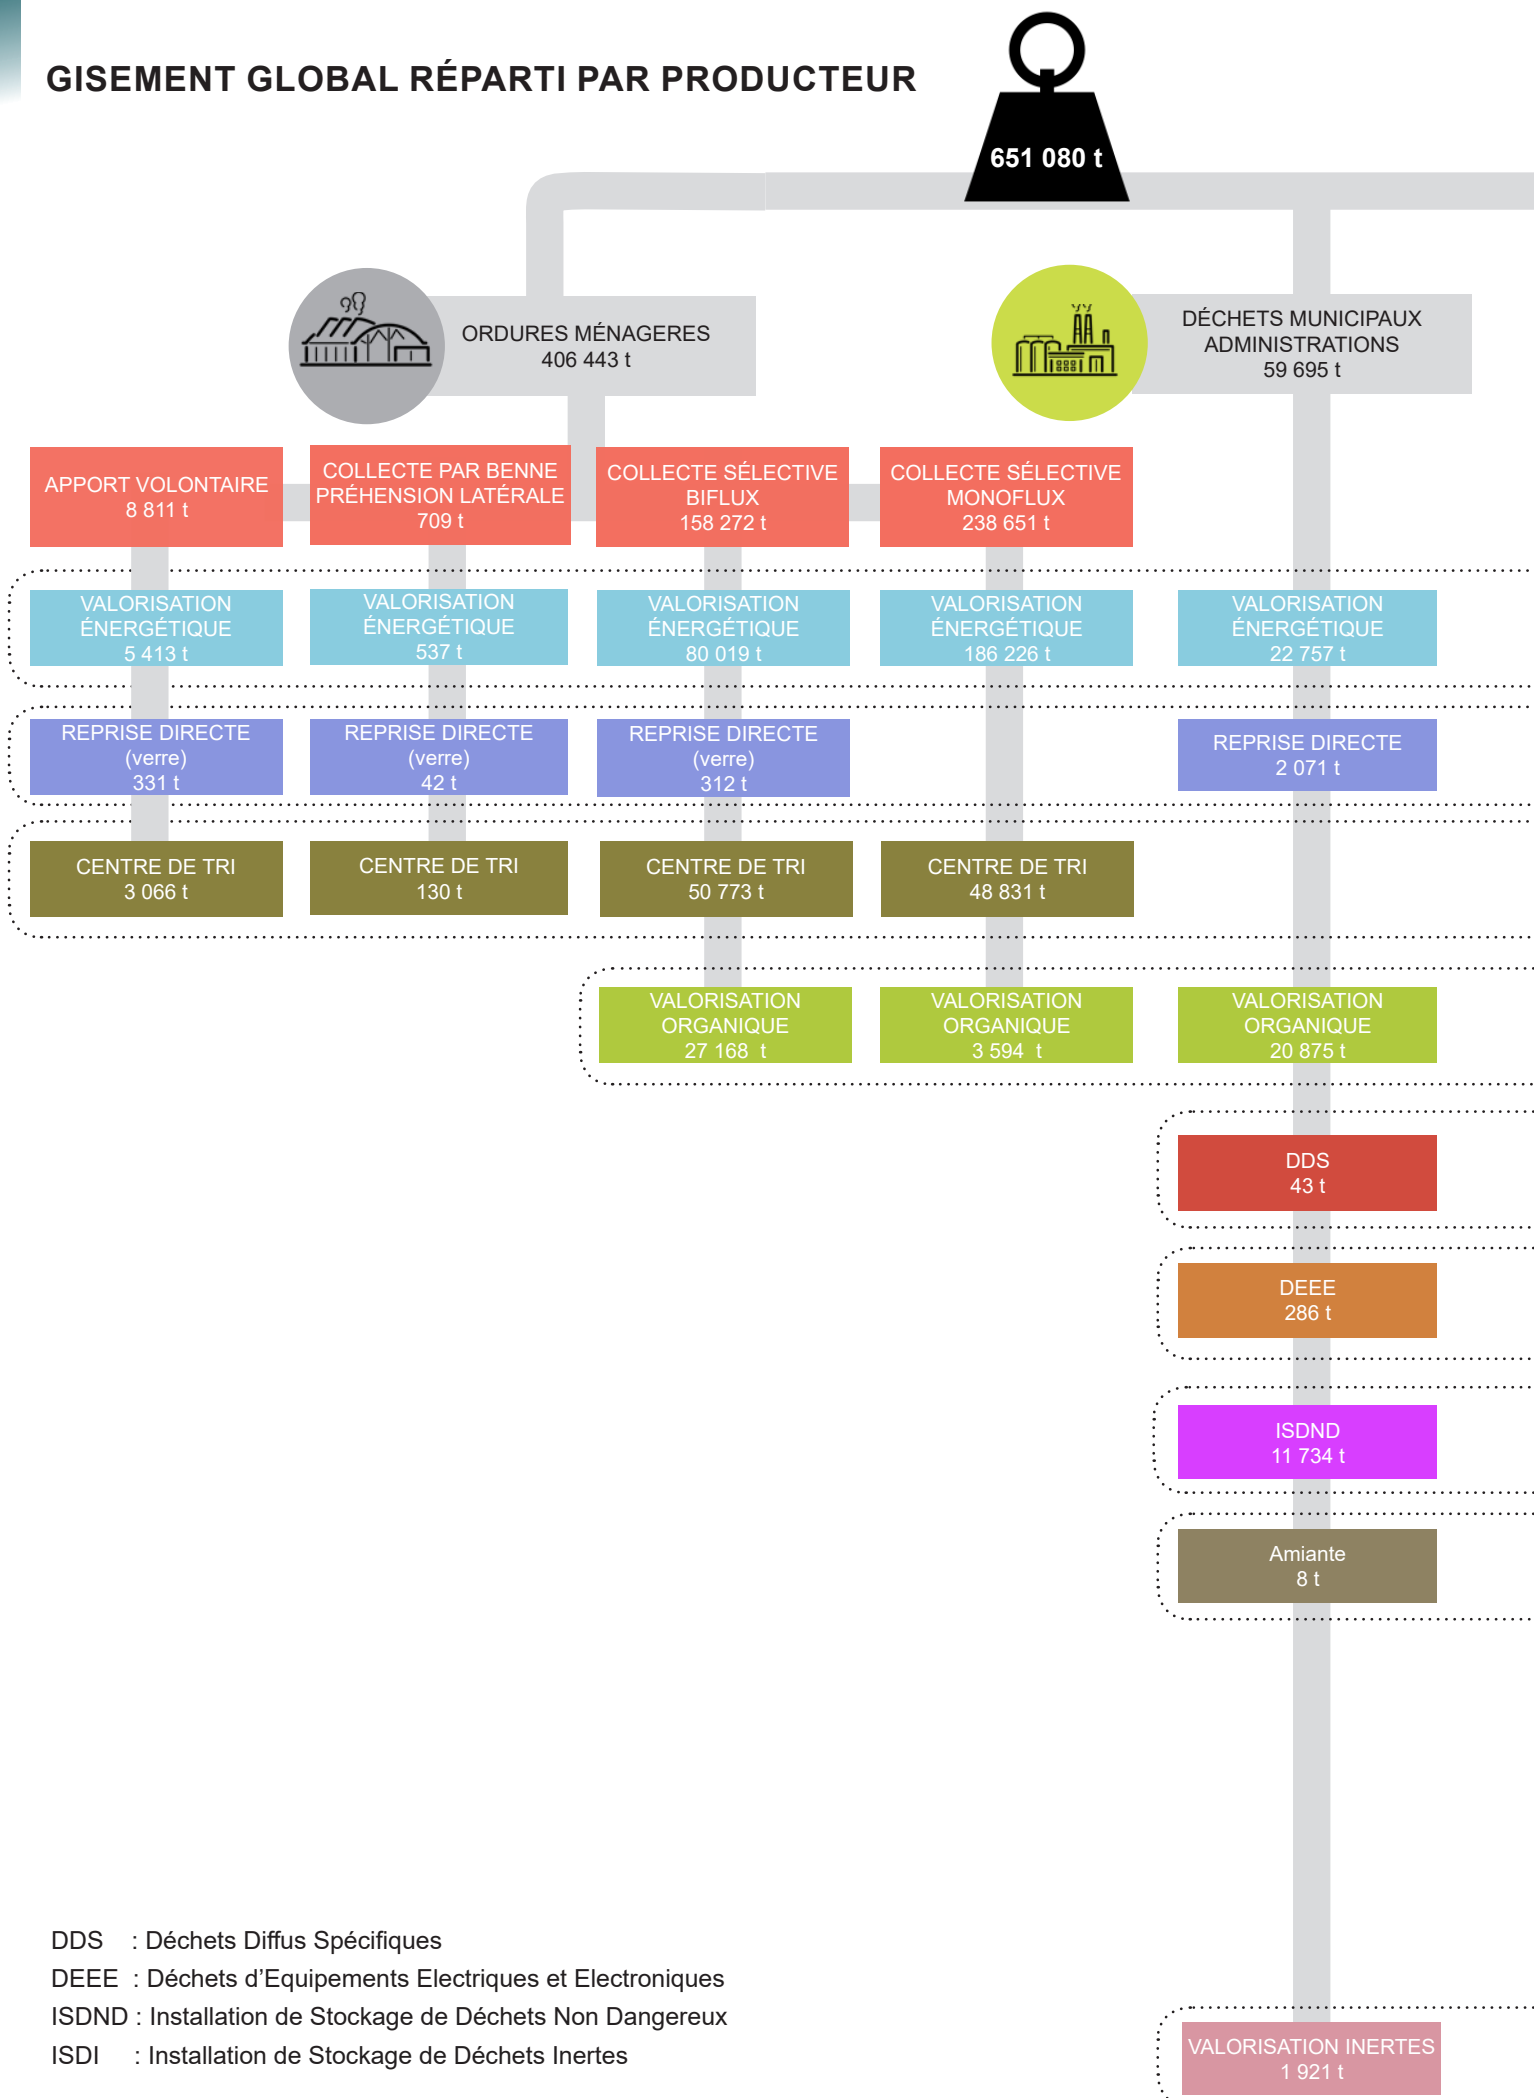 GISEMENT GLOBAL RÉPARTI PAR PRODUCTEUR
651 080 t
ORDURES MÉNAGERES
406 443 t
DÉCHETS MUNICIPAUX
ADMINISTRATIONS
59 695 t
APPORT VOLONTAIRE
8 811 t
COLLECTE PAR BENNE
PRÉHENSION LATÉRALE
709 t
COLLECTE SÉLECTIVE
BIFLUX
158 272 t
COLLECTE SÉLECTIVE
MONOFLUX
238 651 t
VALORISATION
ÉNERGÉTIQUE
5 413 t
VALORISATION
ÉNERGÉTIQUE
537 t
VALORISATION
ÉNERGÉTIQUE
80 019 t
VALORISATION
ÉNERGÉTIQUE
186 226 t
VALORISATION
ÉNERGÉTIQUE
22 757 t
REPRISE DIRECTE
(verre)
331 t
REPRISE DIRECTE
(verre)
42 t
REPRISE DIRECTE
(verre)
312 t
REPRISE DIRECTE
2 071 t
CENTRE DE TRI
3 066 t
CENTRE DE TRI
130 t
CENTRE DE TRI
50 773 t
CENTRE DE TRI
48 831 t
VALORISATION
ORGANIQUE
27 168 t
VALORISATION
ORGANIQUE
3 594 t
VALORISATION
ORGANIQUE
20 875 t
DDS
43 t
DEEE
286 t
ISDND
11 734 t
Amiante
8 t
DDS : Déchets Diffus Spécifiques
DEEE : Déchets d'Equipements Electriques et Electroniques
ISDND : Installation de Stockage de Déchets Non Dangereux
ISDI : Installation de Stockage de Déchets Inertes
VALORISATION INERTES
1 921 t